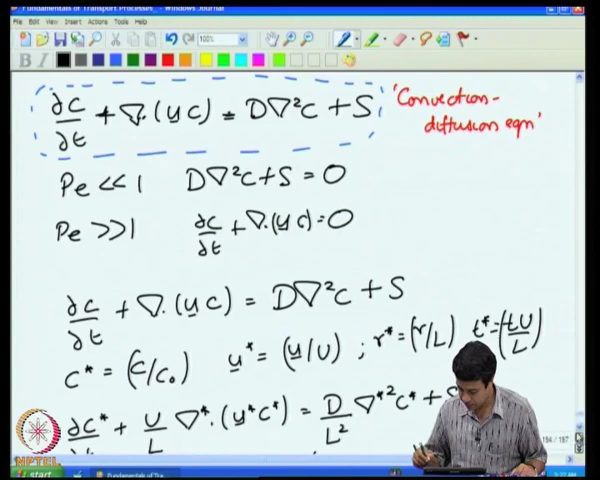 Fundamentals of Transport Processes_ - Windows Journal
File Edit View Insert Actions Tools Help
100%
B I
∂c/∂t + ∇.(u̲ c) = D∇²c + S
'Convection-
diffusion eqn'
Pe << 1 D∇²c + S = 0
Pe >> 1 ∂c/∂t + ∇.(u̲ c) = 0
∂c/∂t + ∇.(u̲ c) = D∇²c + S
c* = (c/c₀) u̲* = (u̲/U) ; r* = (r/L) t* = (tU/L)
∂c* + U/L ∇*.(u̲*c*) = D/L² ∇*²c* +
194 / 197
NPTEL
start
Fundamentals of Tra...